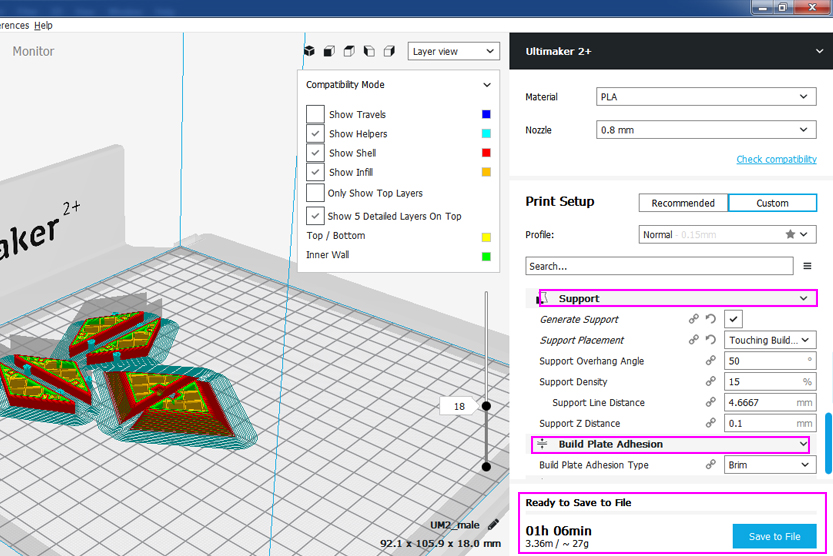 erences Help
Monitor
Layer view
Compatibility Mode
Show Travels
Show Helpers
Show Shell
Show Infill
Only Show Top Layers
Show 5 Detailed Layers On Top
Top / Bottom
Inner Wall
aker 2+
18
UM2_male
92.1 x 105.9 x 18.0 mm
Ultimaker 2+
Material PLA
Nozzle 0.8 mm
Check compatibility
Print Setup Recommended Custom
Profile: Normal - 0.15mm
Search...
Support
Generate Support
Support Placement Touching Build...
Support Overhang Angle 50 °
Support Density 15 %
Support Line Distance 4.6667 mm
Support Z Distance 0.1 mm
Build Plate Adhesion
Build Plate Adhesion Type Brim
Ready to Save to File
01h 06min
3.36m / ~ 27g
Save to File